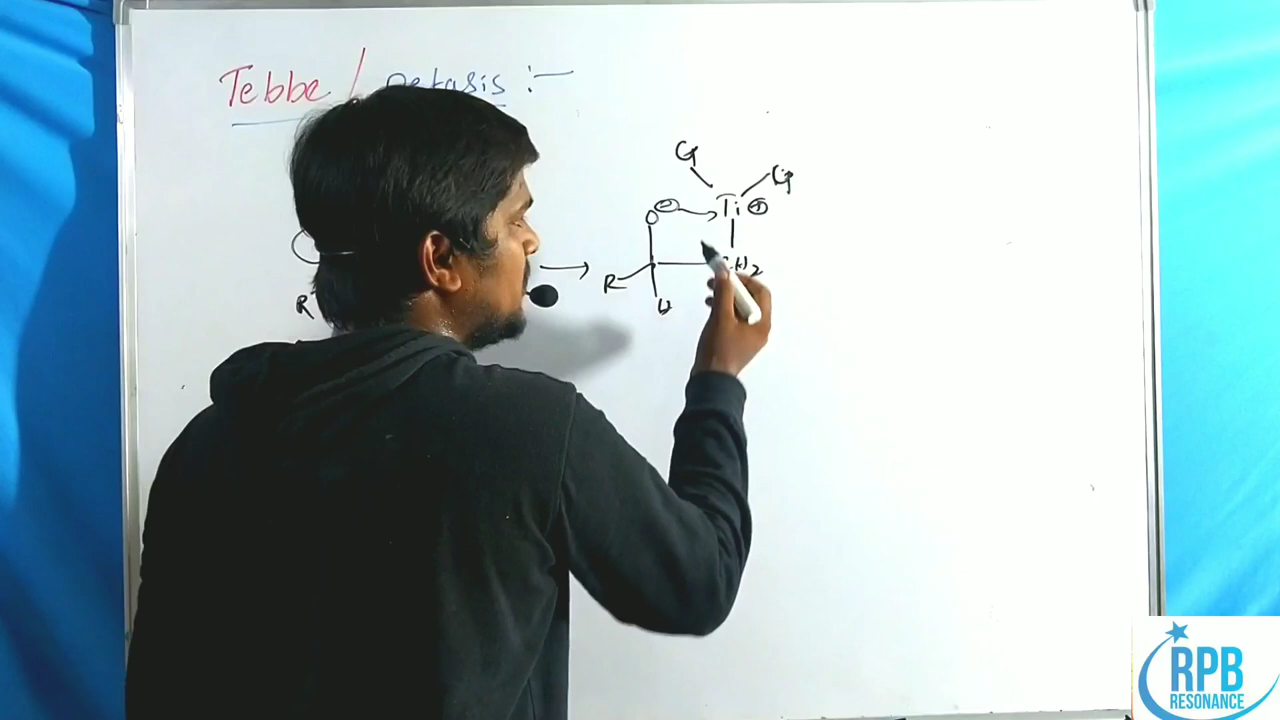 Tebbe / Petasis :-
Cp
Cp
O ⊖ Ti ⊕
R CH2
H
R
RPB
RESONANCE